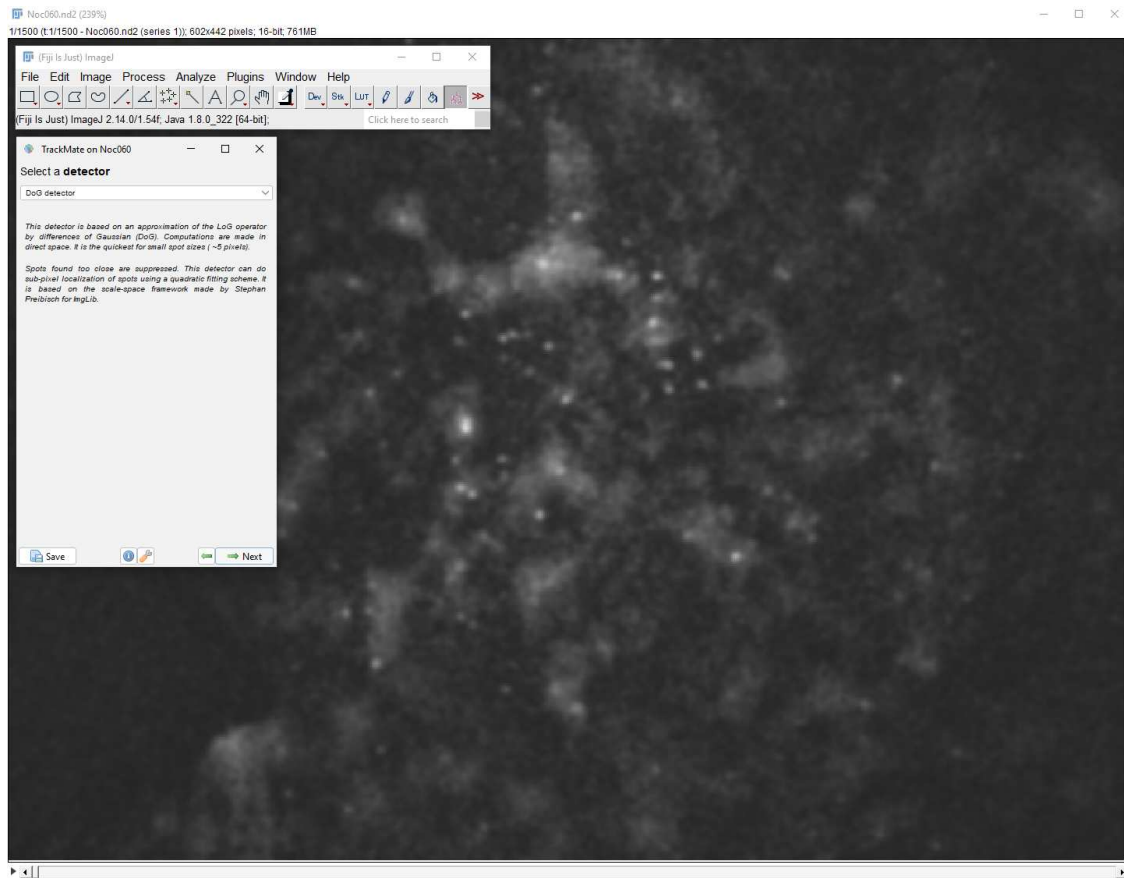 Noc060.nd2 (239%)
1/1500 (t:1/1500 - Noc060.nd2 (series 1)); 602x442 pixels; 16-bit; 761MB
(Fiji Is Just) ImageJ
File Edit Image Process Analyze Plugins Window Help
Dev Stk LUT
(Fiji Is Just) ImageJ 2.14.0/1.54f; Java 1.8.0_322 [64-bit];
Click here to search
TrackMate on Noc060
Select a detector
DoG detector
This detector is based on an approximation of the LoG operator
by differences of Gaussian (DoG). Computations are made in
direct space. It is the quickest for small spot sizes ( ~5 pixels).
Spots found too close are suppressed. This detector can do
sub-pixel localization of spots using a quadratic fitting scheme. It
is based on the scale-space framework made by Stephan
Preibisch for ImgLib.
Save
Next